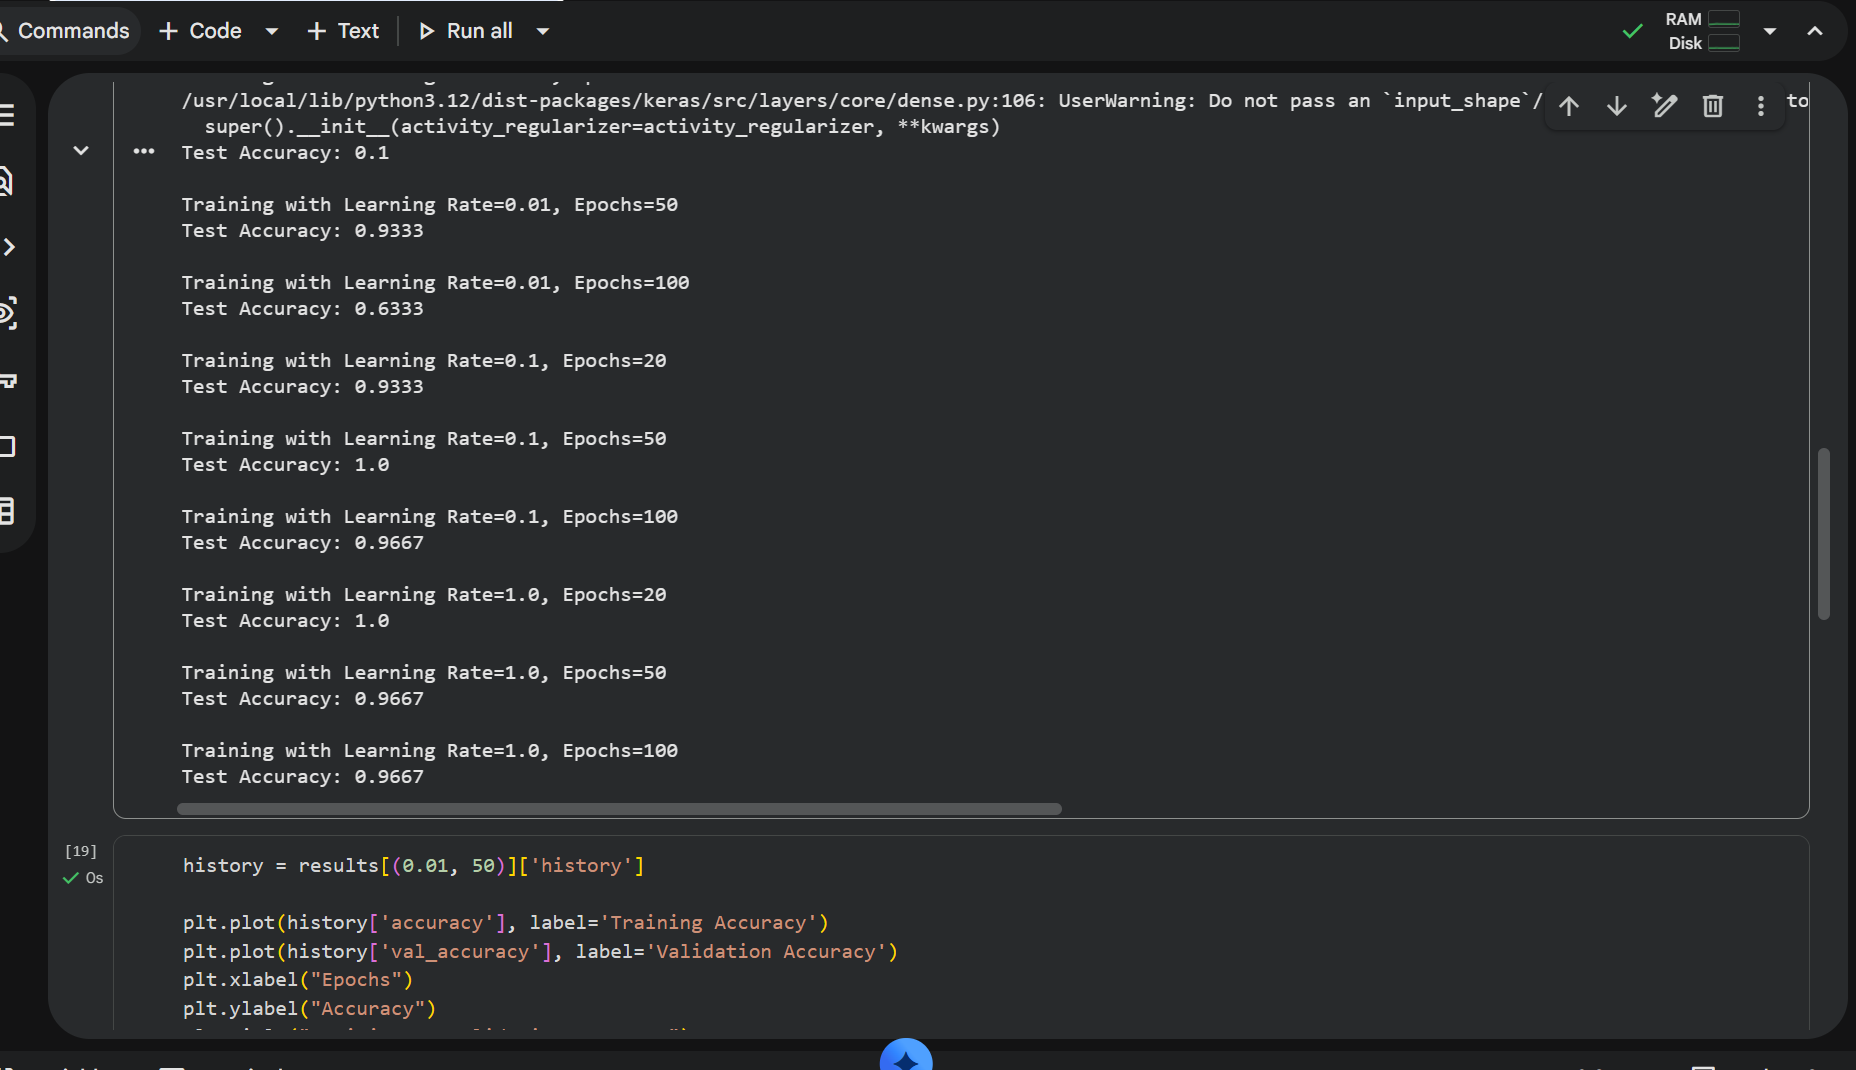 Commands + Code + Text Run all RAM
Disk
/usr/local/lib/python3.12/dist-packages/keras/src/layers/core/dense.py:106: UserWarning: Do not pass an `input_shape`/ to
super().__init__(activity_regularizer=activity_regularizer, **kwargs)
Test Accuracy: 0.1
Training with Learning Rate=0.01, Epochs=50
Test Accuracy: 0.9333
Training with Learning Rate=0.01, Epochs=100
Test Accuracy: 0.6333
Training with Learning Rate=0.1, Epochs=20
Test Accuracy: 0.9333
Training with Learning Rate=0.1, Epochs=50
Test Accuracy: 1.0
Training with Learning Rate=0.1, Epochs=100
Test Accuracy: 0.9667
Training with Learning Rate=1.0, Epochs=20
Test Accuracy: 1.0
Training with Learning Rate=1.0, Epochs=50
Test Accuracy: 0.9667
Training with Learning Rate=1.0, Epochs=100
Test Accuracy: 0.9667
[19]
0s
history = results[(0.01, 50)]['history']
plt.plot(history['accuracy'], label='Training Accuracy')
plt.plot(history['val_accuracy'], label='Validation Accuracy')
plt.xlabel("Epochs")
plt.ylabel("Accuracy")